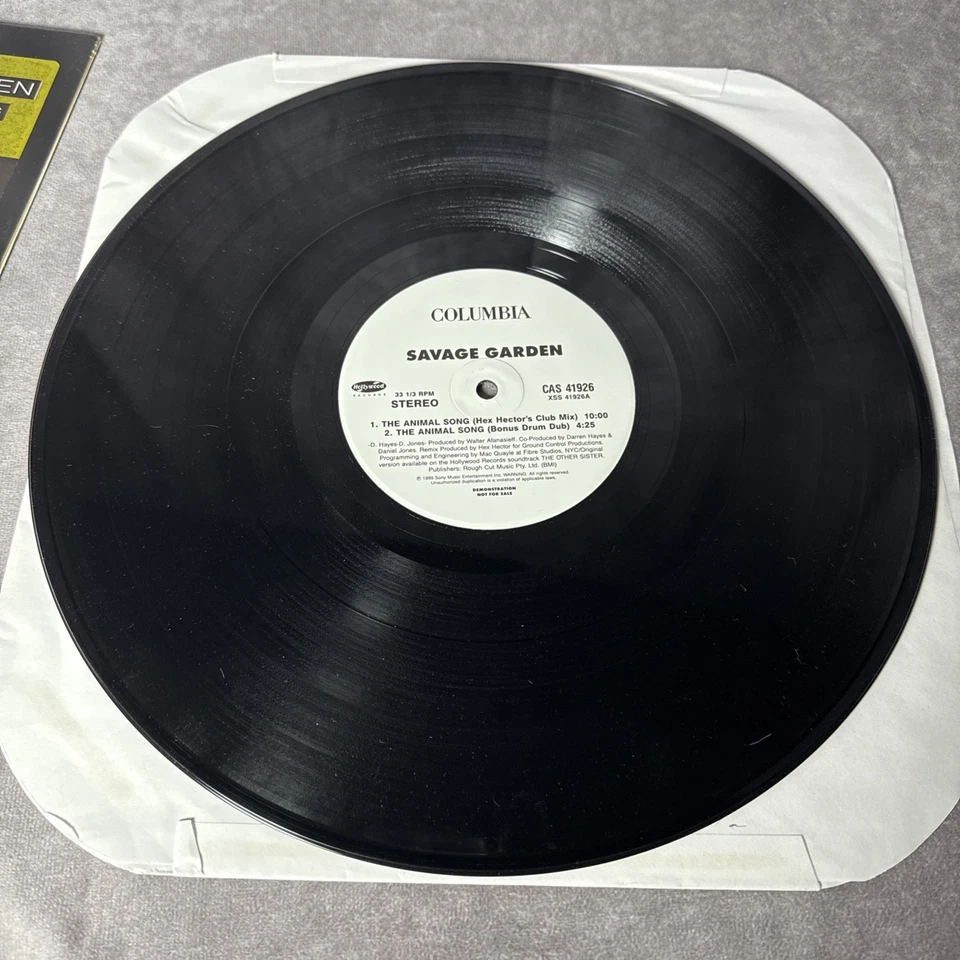 EN
COLUMBIA
SAVAGE GARDEN
Hollywood
RECORDS
33 1/3 RPM
STEREO
CAS 41926
XSS 41926A
1. THE ANIMAL SONG (Hex Hector's Club Mix) 10:00
2. THE ANIMAL SONG (Bonus Drum Dub) 4:25
-D. Hayes-D. Jones- Produced by Walter Afanasieff. Co-Produced by Darren Hayes &
Daniel Jones. Remix Produced by Hex Hector for Ground Control Productions.
Programming and Engineering by Mac Quayle at Fibre Studios, NYC/Original
version available on the Hollywood Records soundtrack THE OTHER SISTER.
Publishers: Rough Cut Music Pty. Ltd. (BMI)
℗ 1999 Sony Music Entertainment Inc. WARNING: All rights reserved.
Unauthorized duplication is a violation of applicable laws.
DEMONSTRATION
NOT FOR SALE